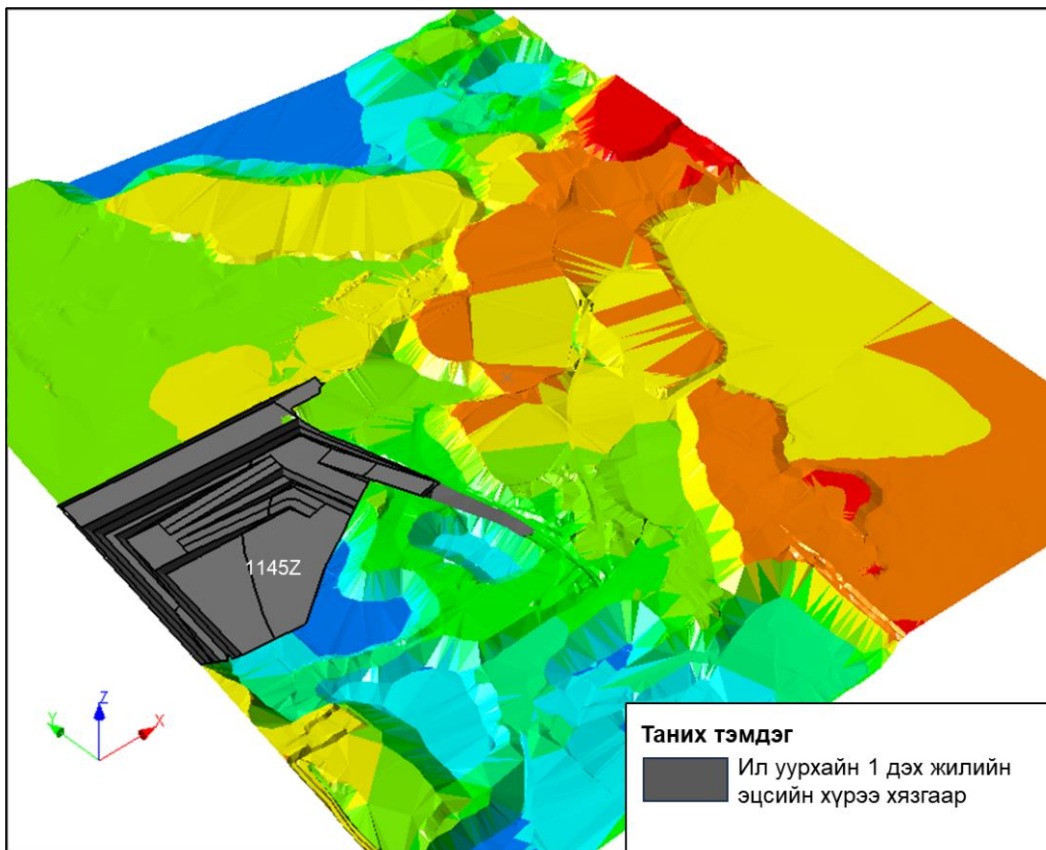 1145Z
Z
Y
X
Таних тэмдэг
Ил уурхайн 1 дэх жилийн
эцсийн хүрээ хязгаар